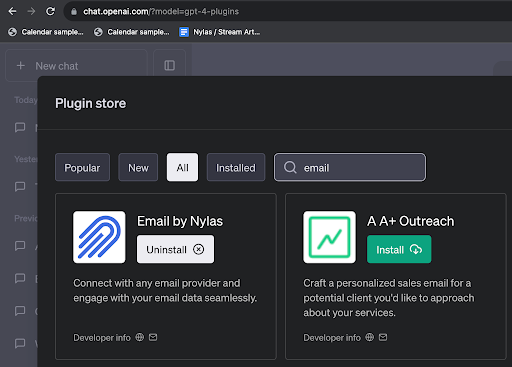 chat.openai.com/?model=gpt-4-plugins
Calendar sample...
Calendar sample...
Nylas / Stream Art...
New chat
Today
Plugin store
Popular
New
All
Installed
email
Yester
Previo
Email by Nylas
Uninstall
Connect with any email provider and
engage with your email data seamlessly.
Developer info
A A+ Outreach
Install
Craft a personalized sales email for a
potential client you'd like to approach
about your services.
Developer info